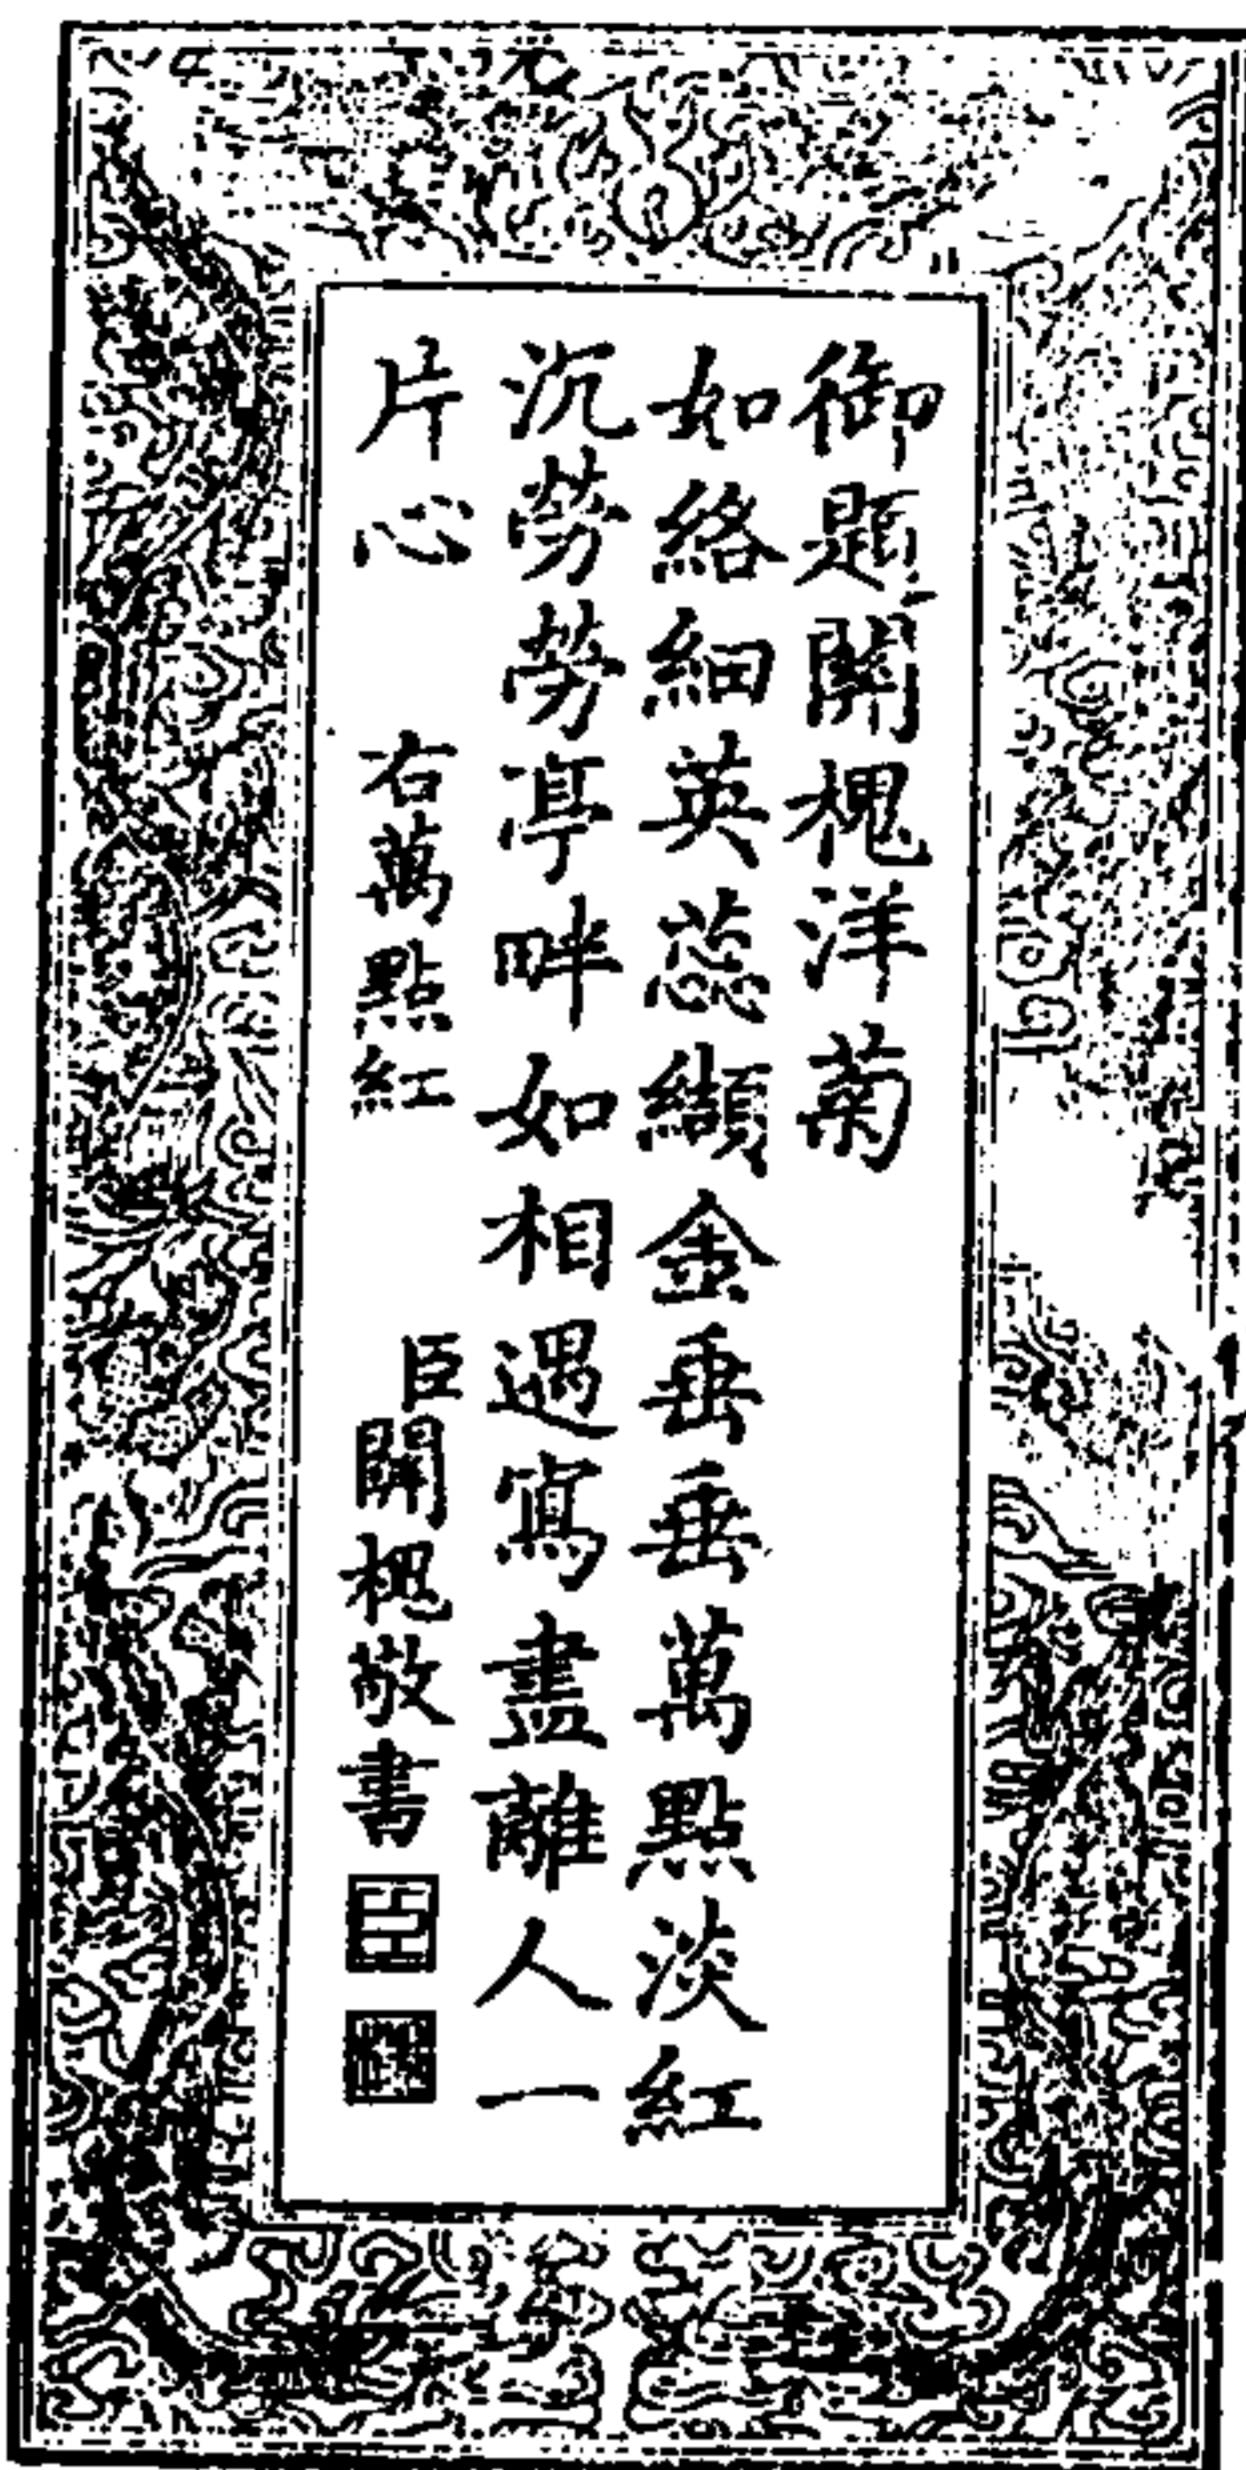 御題關槐洋菊
如絡細英蕊纈金垂垂萬點淡紅
沉勞勞亭畔如相遇寫盡離人一
片心　右萬點紅　臣關槐敬書
臣